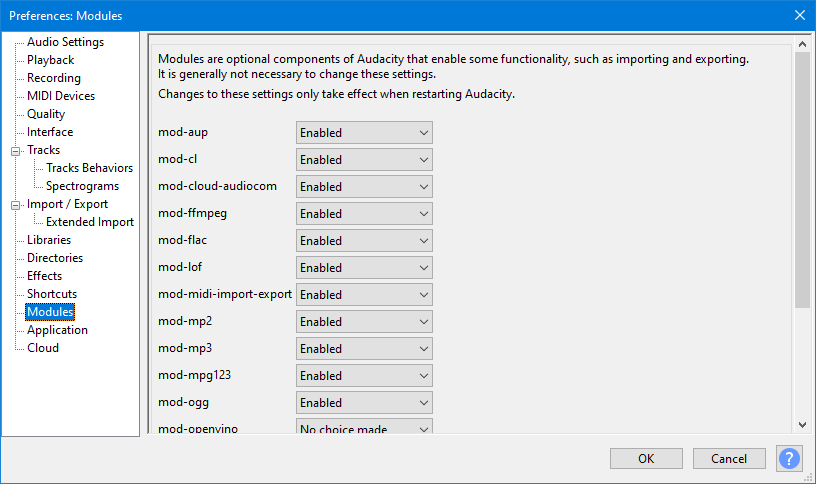 Preferences: Modules
Audio Settings
Playback
Recording
MIDI Devices
Quality
Interface
Tracks
Tracks Behaviors
Spectrograms
Import / Export
Extended Import
Libraries
Directories
Effects
Shortcuts
Modules
Application
Cloud
Modules are optional components of Audacity that enable some functionality, such as importing and exporting.
It is generally not necessary to change these settings.
Changes to these settings only take effect when restarting Audacity.
mod-aup Enabled
mod-cl Enabled
mod-cloud-audiocom Enabled
mod-ffmpeg Enabled
mod-flac Enabled
mod-lof Enabled
mod-midi-import-export Enabled
mod-mp2 Enabled
mod-mp3 Enabled
mod-mpg123 Enabled
mod-ogg Enabled
mod-openvino No choice made
OK Cancel ?